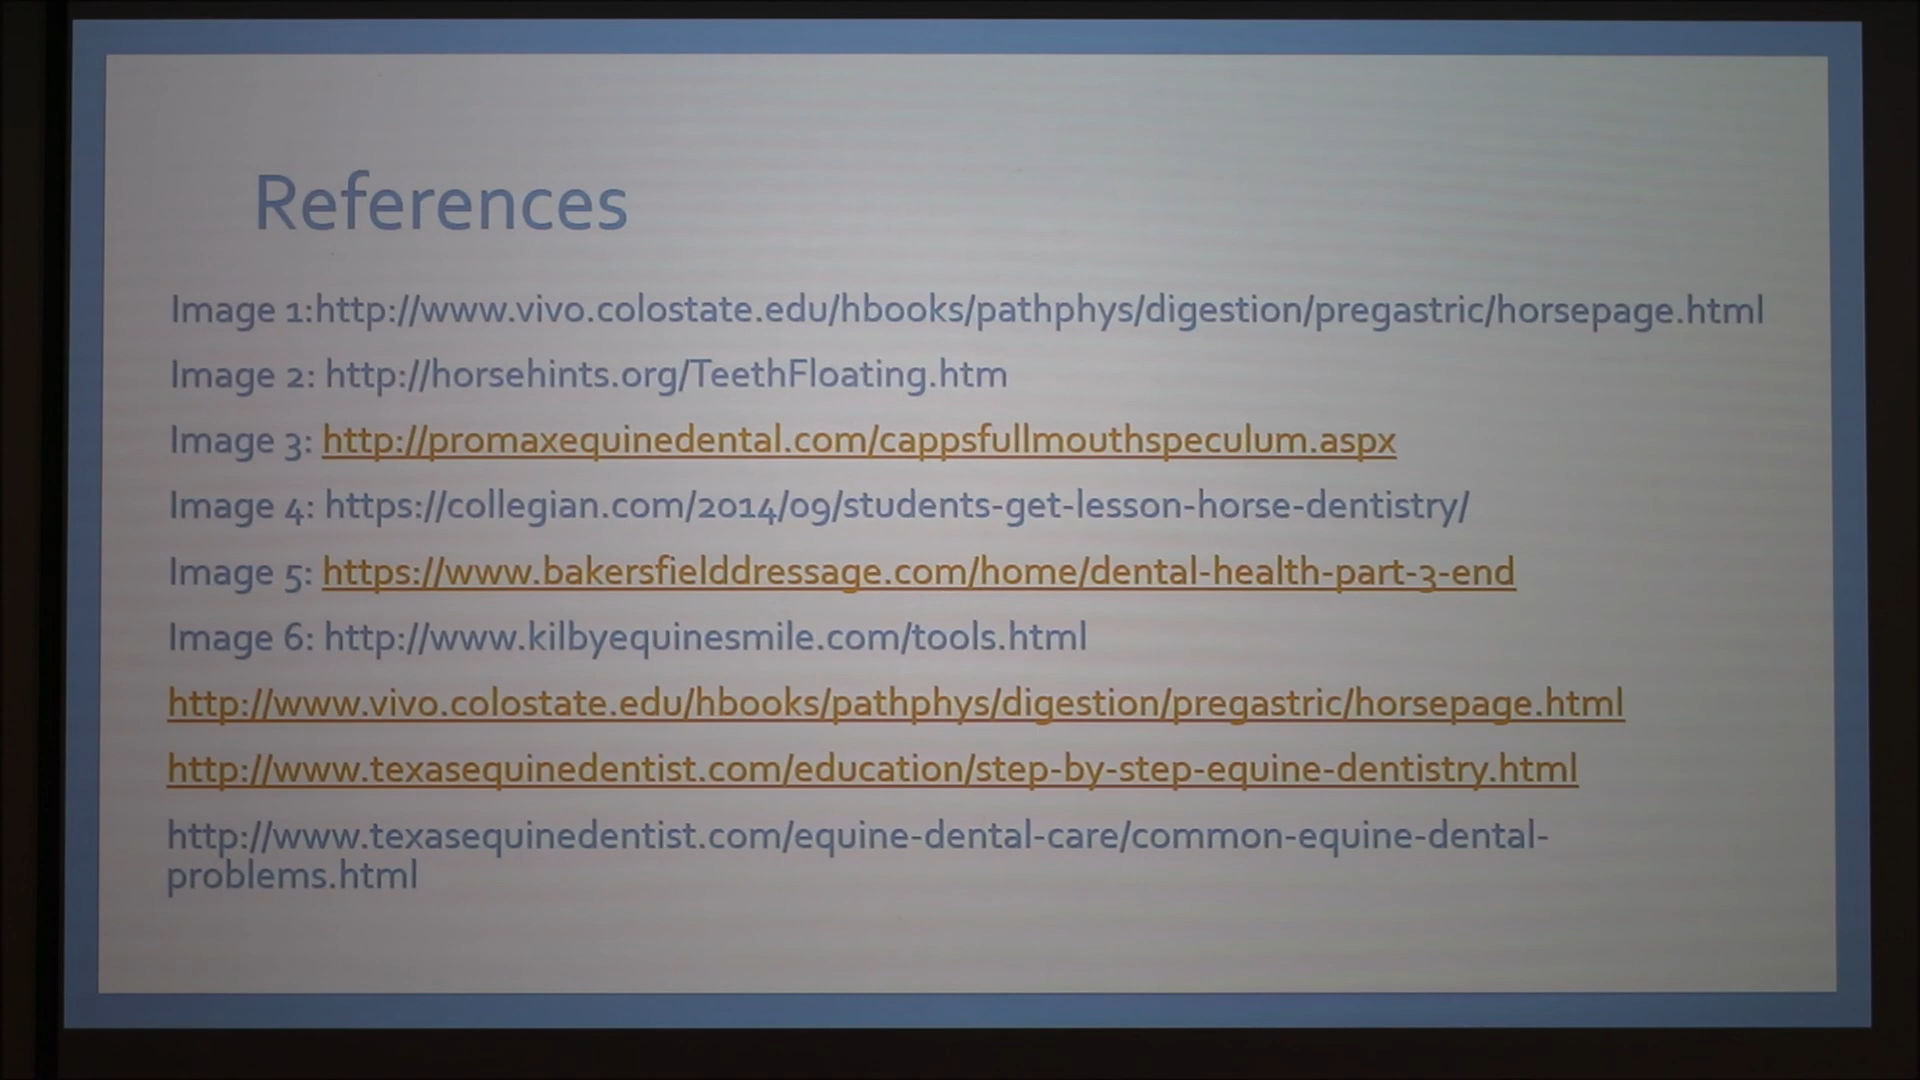 References
Image 1:http://www.vivo.colostate.edu/hbooks/pathphys/digestion/pregastric/horsepage.html
Image 2: http://horsehints.org/TeethFloating.htm
Image 3: http://promaxequinedental.com/cappsfullmouthspeculum.aspx
Image 4: https://collegian.com/2014/09/students-get-lesson-horse-dentistry/
Image 5: https://www.bakersfielddressage.com/home/dental-health-part-3-end
Image 6: http://www.kilbyequinesmile.com/tools.html
http://www.vivo.colostate.edu/hbooks/pathphys/digestion/pregastric/horsepage.html
http://www.texasequinedentist.com/education/step-by-step-equine-dentistry.html
http://www.texasequinedentist.com/equine-dental-care/common-equine-dental-
problems.html